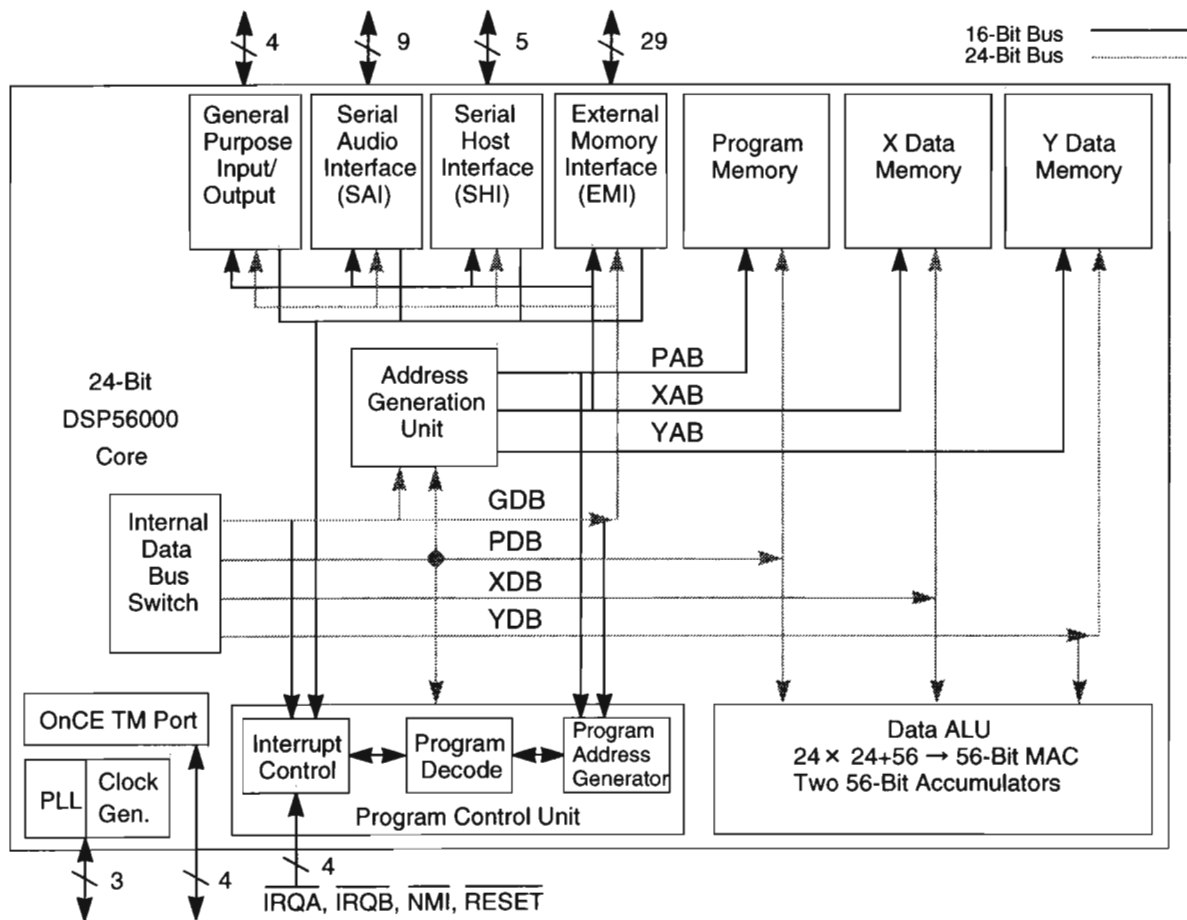 4
9
5
29
16-Bit Bus
24-Bit Bus
General
Purpose
Input/
Output
Serial
Audio
Interface
(SAI)
Serial
Host
Interface
(SHI)
External
Momory
Interface
(EMI)
Program
Memory
X Data
Memory
Y Data
Memory
24-Bit
DSP56000
Core
Address
Generation
Unit
PAB
XAB
YAB
Internal
Data
Bus
Switch
GDB
PDB
XDB
YDB
OnCE TM Port
PLL
Clock
Gen.
Interrupt
Control
Program
Decode
Program
Address
Generator
Program Control Unit
Data ALU
24 × 24+56 → 56-Bit MAC
Two 56-Bit Accumulators
3
4
4
IRQA, IRQB, NMI, RESET